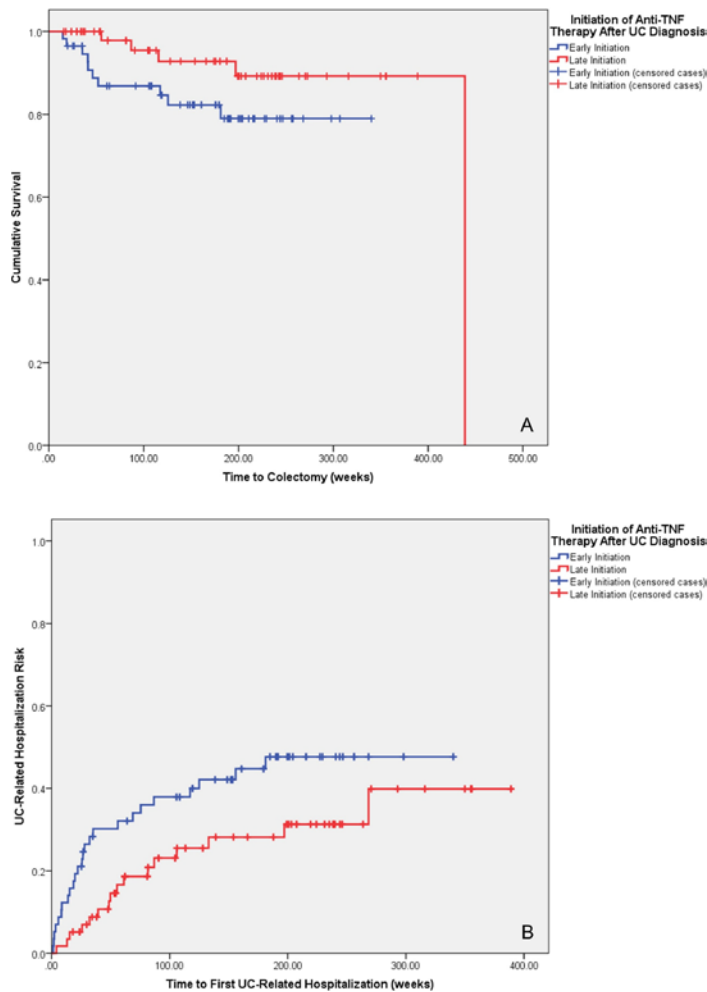 Initiation of Anti-TNF
Therapy After UC Diagnosis
Early Initiation
Late Initiation
Early Initiation (censored cases)
Late Initiation (censored cases)
1.0
0.8
0.6
0.4
0.2
0.0
Cumulative Survival
A
.00 100.00 200.00 300.00 400.00 500.00
Time to Colectomy (weeks)
Initiation of Anti-TNF
Therapy After UC Diagnosis
Early Initiation
Late Initiation
Early Initiation (censored cases)
Late Initiation (censored cases)
1.0
0.8
0.6
0.4
0.2
0.0
UC-Related Hospitalization Risk
B
.00 100.00 200.00 300.00 400.00
Time to First UC-Related Hospitalization (weeks)